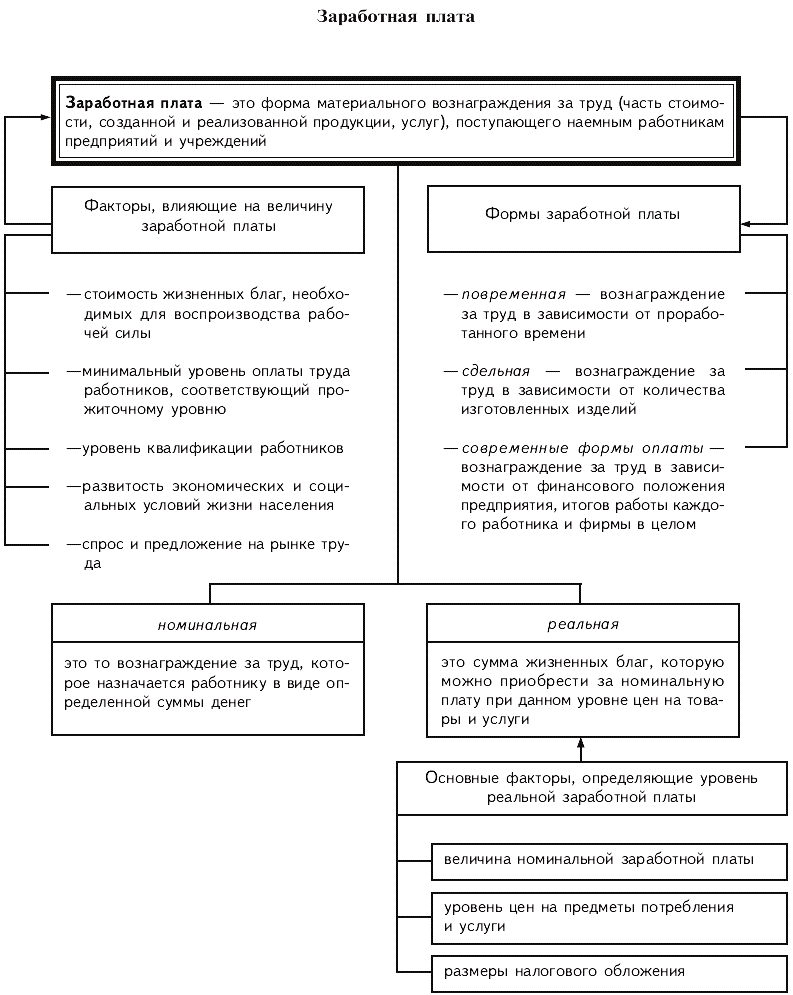 Заработная плата
Заработная плата — это форма материального вознаграждения за труд (часть стоимо-
сти, созданной и реализованной продукции, услуг), поступающего наемным работникам
предприятий и учреждений
Факторы, влияющие на величину
заработной платы
—стоимость жизненных благ, необхо-
димых для воспроизводства рабо-
чей силы
—минимальный уровень оплаты труда
работников, соответствующий про-
житочному уровню
—уровень квалификации работников
—развитость экономических и соци-
альных условий жизни населения
—спрос и предложение на рынке тру-
да
Формы заработной платы
—повременная — вознаграждение
за труд в зависимости от прорабо-
танного времени
—сдельная — вознаграждение за
труд в зависимости от количества
изготовленных изделий
—современные формы оплаты —
вознаграждение за труд в зависи-
мости от финансового положения
предприятия, итогов работы каждо-
го работника и фирмы в целом
номинальная
это то вознаграждение за труд, кото-
рое назначается работнику в виде оп-
ределенной суммы денег
реальная
это сумма жизненных благ, которую
можно приобрести за номинальную
плату при данном уровне цен на това-
ры и услуги
Основные факторы, определяющие уровень
реальной заработной платы
величина номинальной заработной платы
уровень цен на предметы потребления
и услуги
размеры налогового обложения